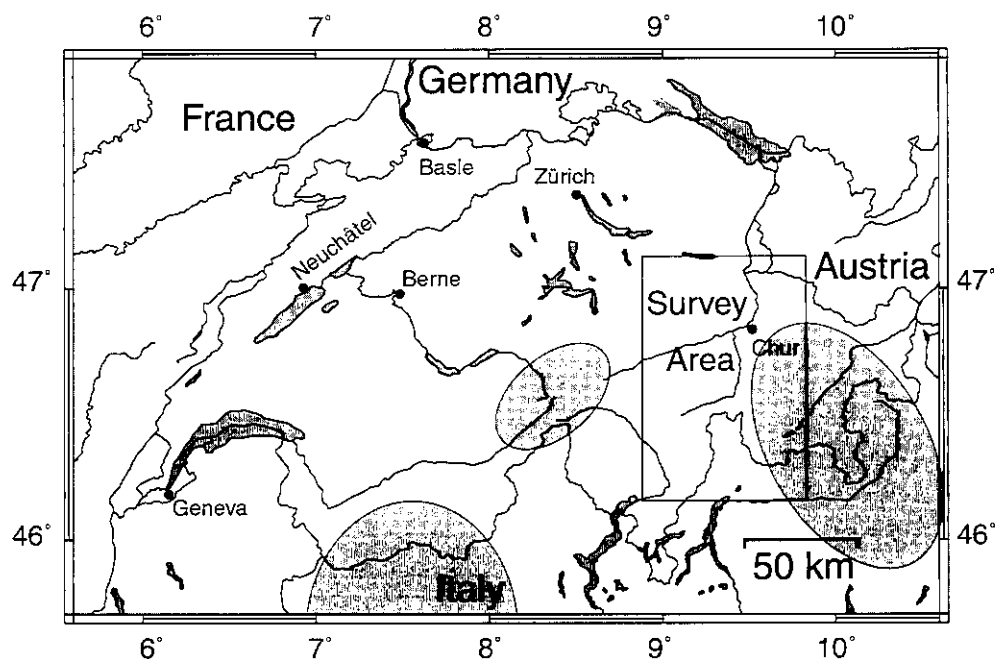 6° 7° 8° 9° 10°
Germany
France
Basle
Zürich
Neuchâtel
47° 47°
Berne
Austria
Survey
Chur
Area
Geneva
46° 46°
50 km
Italy
6° 7° 8° 9° 10°